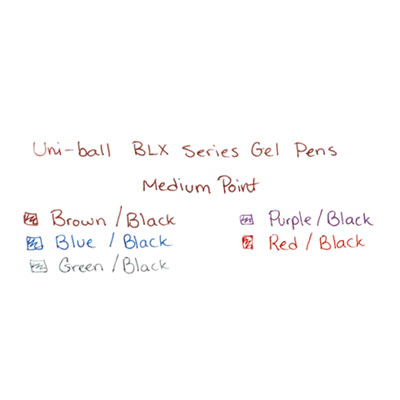 Uni-ball BLX Series Gel Pens
Medium Point
Brown / Black
Purple / Black
Blue / Black
Red / Black
Green / Black